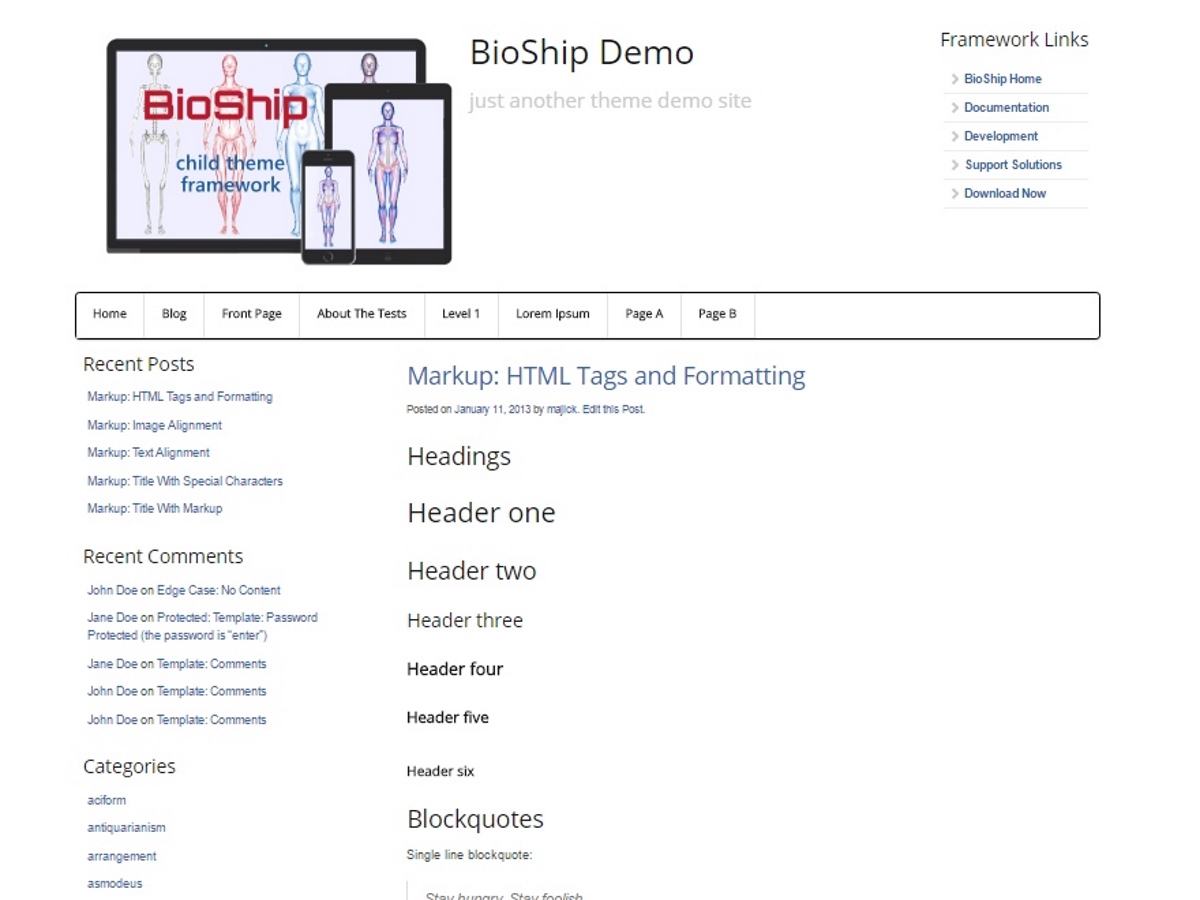 BioShip
child theme
framework
BioShip Demo
just another theme demo site
Framework Links
BioShip Home
Documentation
Development
Support Solutions
Download Now
Home
Blog
Front Page
About The Tests
Level 1
Lorem Ipsum
Page A
Page B
Recent Posts
Markup: HTML Tags and Formatting
Markup: Image Alignment
Markup: Text Alignment
Markup: Title With Special Characters
Markup: Title With Markup
Recent Comments
John Doe on Edge Case: No Content
Jane Doe on Protected: Template: Password
Protected (the password is “enter”)
Jane Doe on Template: Comments
John Doe on Template: Comments
John Doe on Template: Comments
Categories
aciform
antiquarianism
arrangement
asmodeus
Markup: HTML Tags and Formatting
Posted on January 11, 2013 by majick. Edit this Post.
Headings
Header one
Header two
Header three
Header four
Header five
Header six
Blockquotes
Single line blockquote:
Stay hungry. Stay foolish.